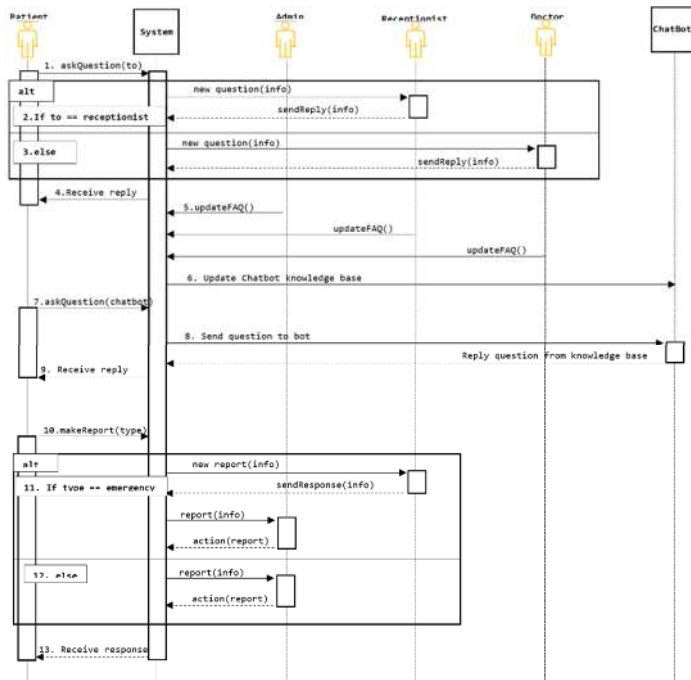 Patient
System
Admin
Receptionist
Doctor
ChatBot
1. askQuestion(to)
alt
new question(info)
sendReply(info)
2.If to == receptionist
new question(info)
3.else
sendReply(info)
4.Receive reply
5.updateFAQ()
updateFAQ()
updateFAQ()
6. Update Chatbot knowledge base
7.askQuestion(chatbot)
8. Send question to bot
Reply question from knowledge base
9. Receive reply
10.makeReport(type)
alt
new report(info)
11. If type == emergency
sendResponse(info)
report(info)
action(report)
12. else
report(info)
action(report)
13. Receive response